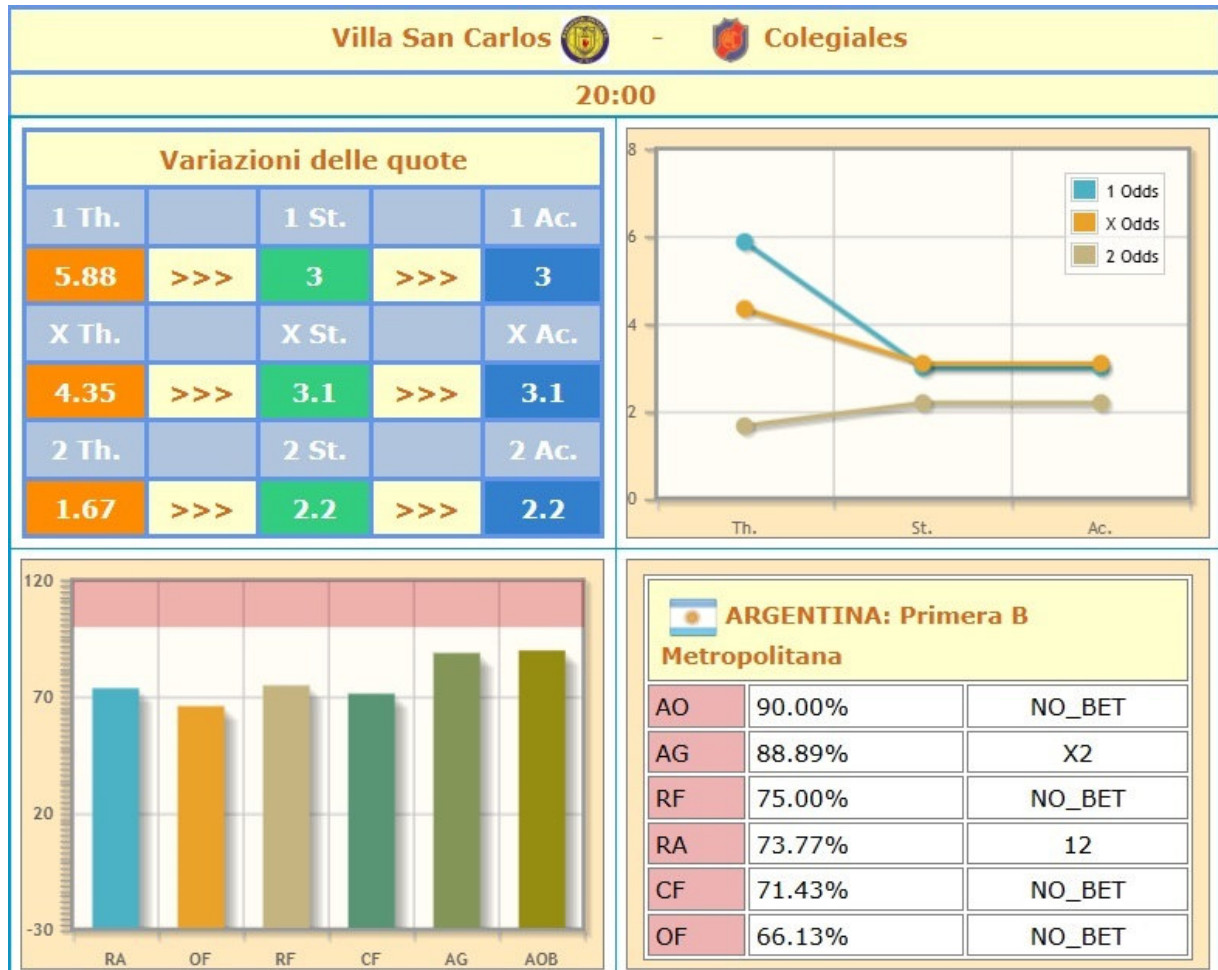 Villa San Carlos - Colegiales
20:00
Variazioni delle quote
1 Th. 1 St. 1 Ac.
5.88 >>> 3 >>> 3
X Th. X St. X Ac.
4.35 >>> 3.1 >>> 3.1
2 Th. 2 St. 2 Ac.
1.67 >>> 2.2 >>> 2.2
8
6
4
2
0
1 Odds
X Odds
2 Odds
Th. St. Ac.
120
70
20
-30
RA OF RF CF AG AOB
ARGENTINA: Primera B
Metropolitana
AO 90.00% NO_BET
AG 88.89% X2
RF 75.00% NO_BET
RA 73.77% 12
CF 71.43% NO_BET
OF 66.13% NO_BET